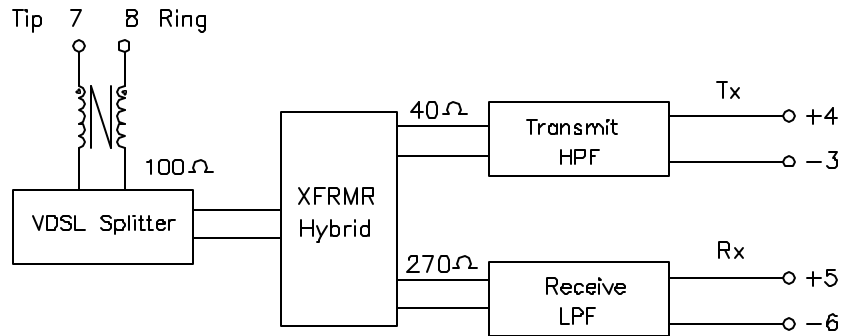 Tip 7 8 Ring
100Ω
VDSL Splitter
XFRMR
Hybrid
40Ω
Transmit
HPF
Tx
+4
-3
270Ω
Receive
LPF
Rx
+5
-6